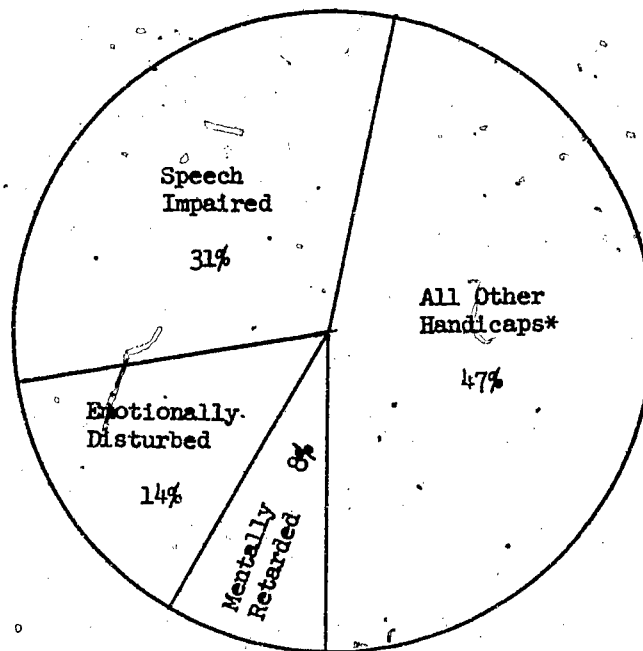 Speech
Impaired
31%
All Other
Handicaps*
47%
Emotionally
Disturbed
14%
8%
Mentally
Retarded